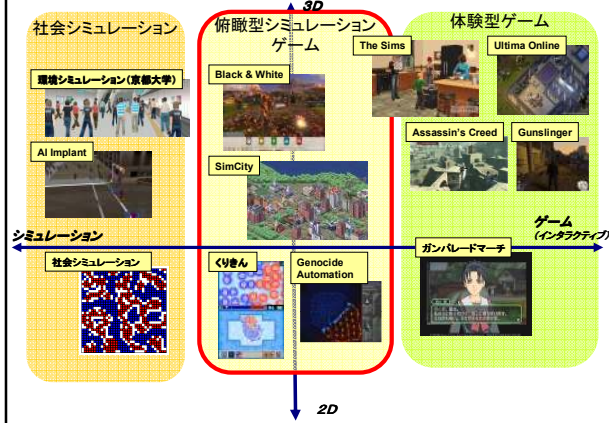 3D
社会シミュレーション
俯瞰型シミュレーション
ゲーム
体験型ゲーム
The Sims
Ultima Online
環境シミュレーション(京都大学)
Black & White
Assassin's Creed
Gunslinger
AI Implant
SimCity
シミュレーション
ゲーム
(インタラクティブ)
社会シミュレーション
くりきん
Genocide
Automation
ガンパレードマーチ
2D